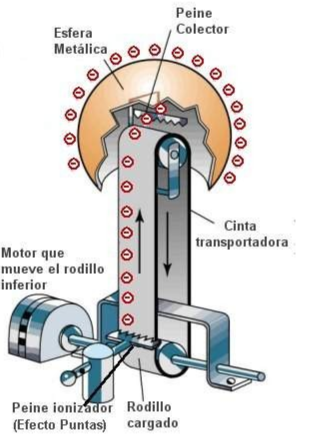 Peine
Colector
Esfera
Metálica
Cinta
transportadora
Motor que
mueve el rodillo
inferior
Peine ionizador
(Efecto Puntas)
Rodillo
cargado